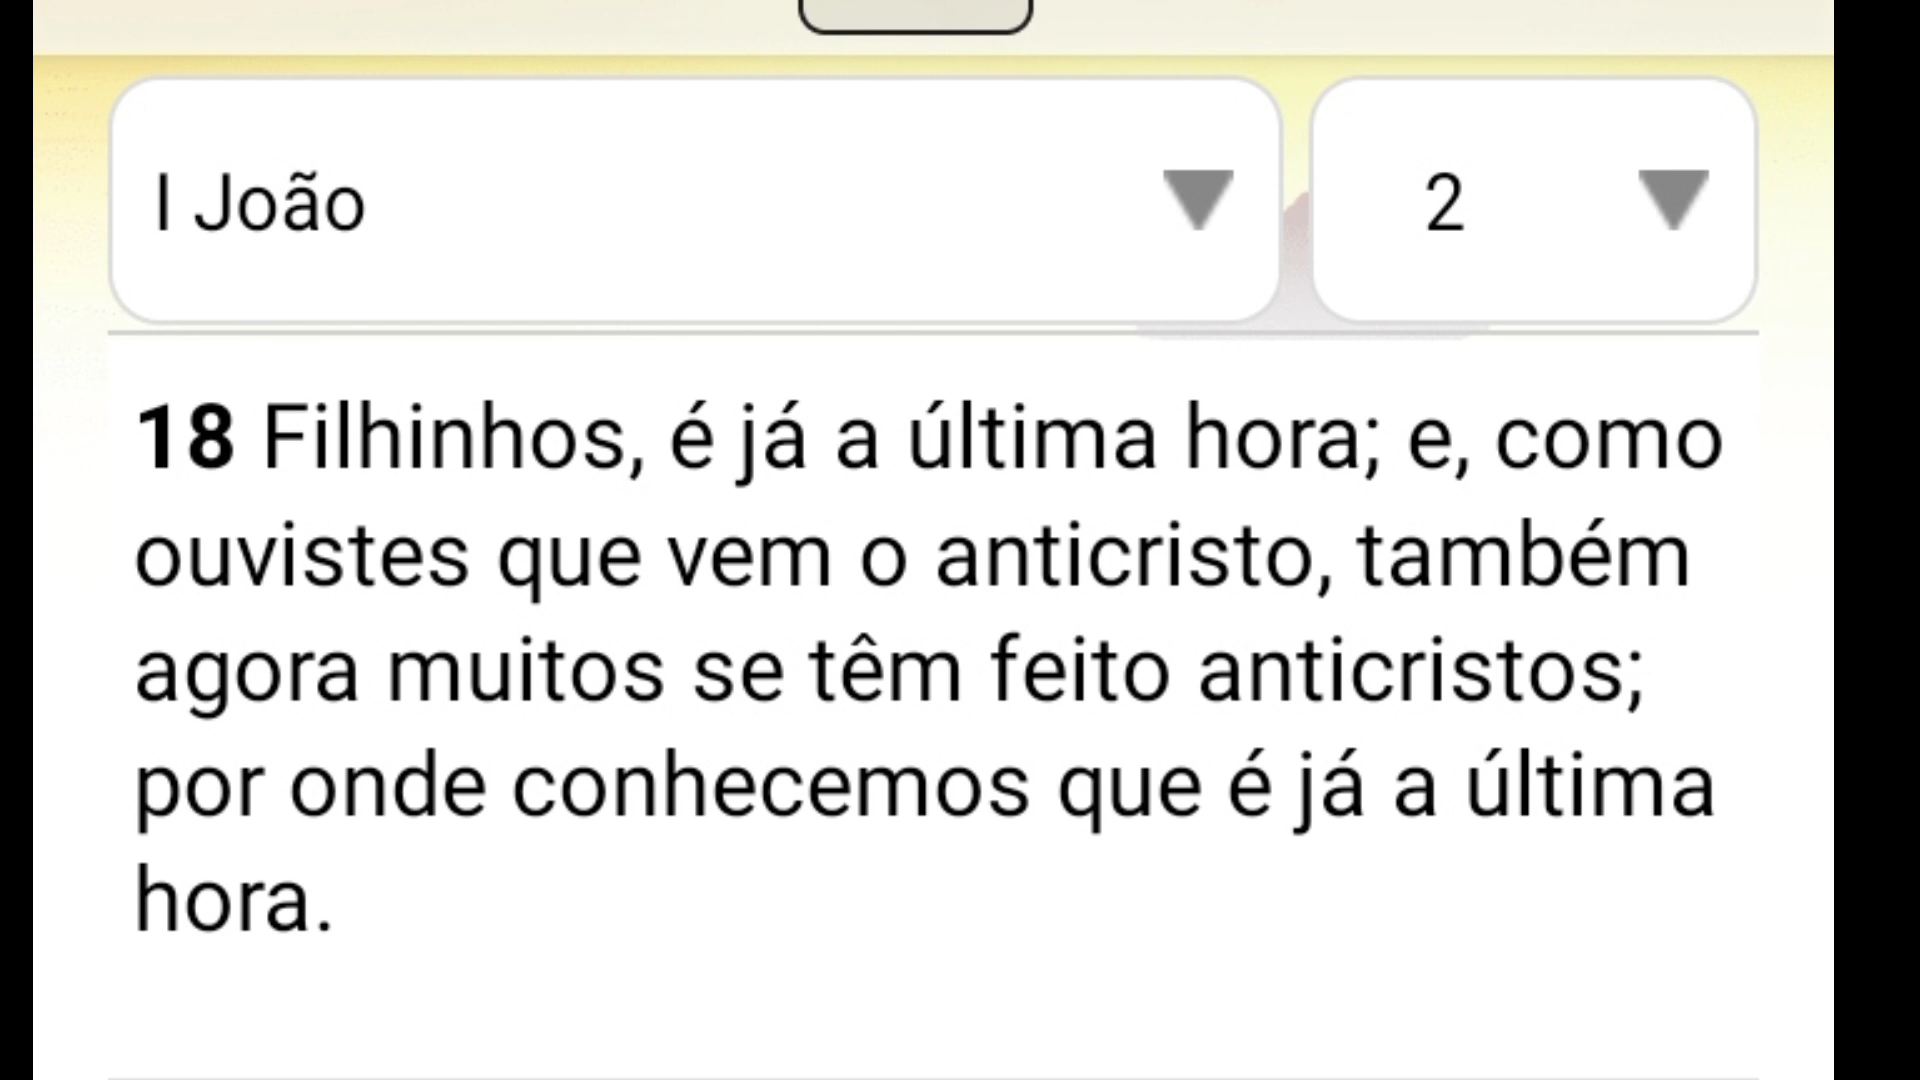 I João
2
18 Filhinhos, é já a última hora; e, como
ouvistes que vem o anticristo, também
agora muitos se têm feito anticristos;
por onde conhecemos que é já a última
hora.